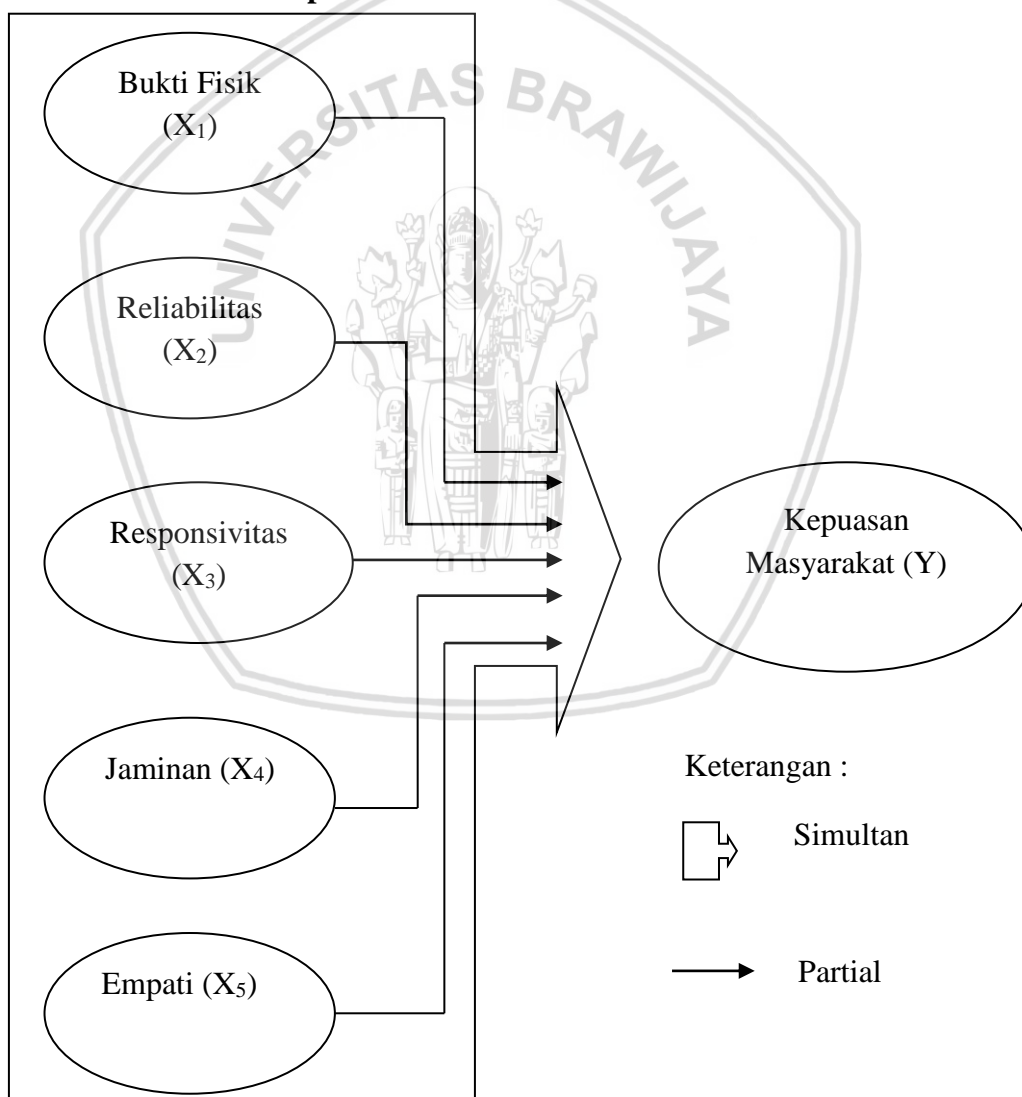 UNIVERSITAS BRAWIJAYA
Bukti Fisik
(X₁)
Reliabilitas
(X₂)
Responsivitas
(X₃)
Jaminan (X₄)
Empati (X₅)
Kepuasan
Masyarakat (Y)
Keterangan :
Simultan
Partial